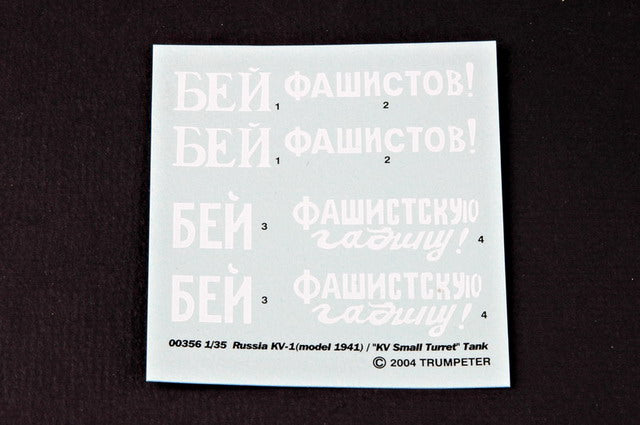 БЕЙ 1 ФАШИСТОВ! 2
БЕЙ 1 ФАШИСТОВ! 2
БЕЙ 3 ФАШИСТСКУЮ
гадину! 4
БЕЙ 3 ФАШИСТСКУЮ
гадину! 4
00356 1/35 Russia KV-1(model 1941) / "KV Small Turret" Tank
© 2004 TRUMPETER